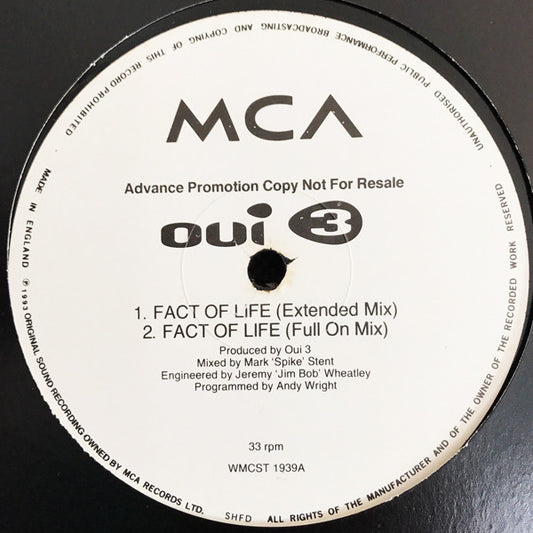 MCA
Advance Promotion Copy Not For Resale
oui 3
1. FACT OF LIFE (Extended Mix)
2. FACT OF LIFE (Full On Mix)
Produced by Oui 3
Mixed by Mark 'Spike' Stent
Engineered by Jeremy 'Jim Bob' Wheatley
Programmed by Andy Wright
33 rpm
WMCST 1939A
MADE IN ENGLAND ℗ 1993 ORIGINAL SOUND RECORDING OWNED BY MCA RECORDS LTD. SHFD ALL RIGHTS OF THE MANUFACTURER AND OF THE OWNER OF THE RECORDED WORK RESERVED
UNAUTHORISED PUBLIC PERFORMANCE BROADCASTING AND COPYING OF THIS RECORD PROHIBITED